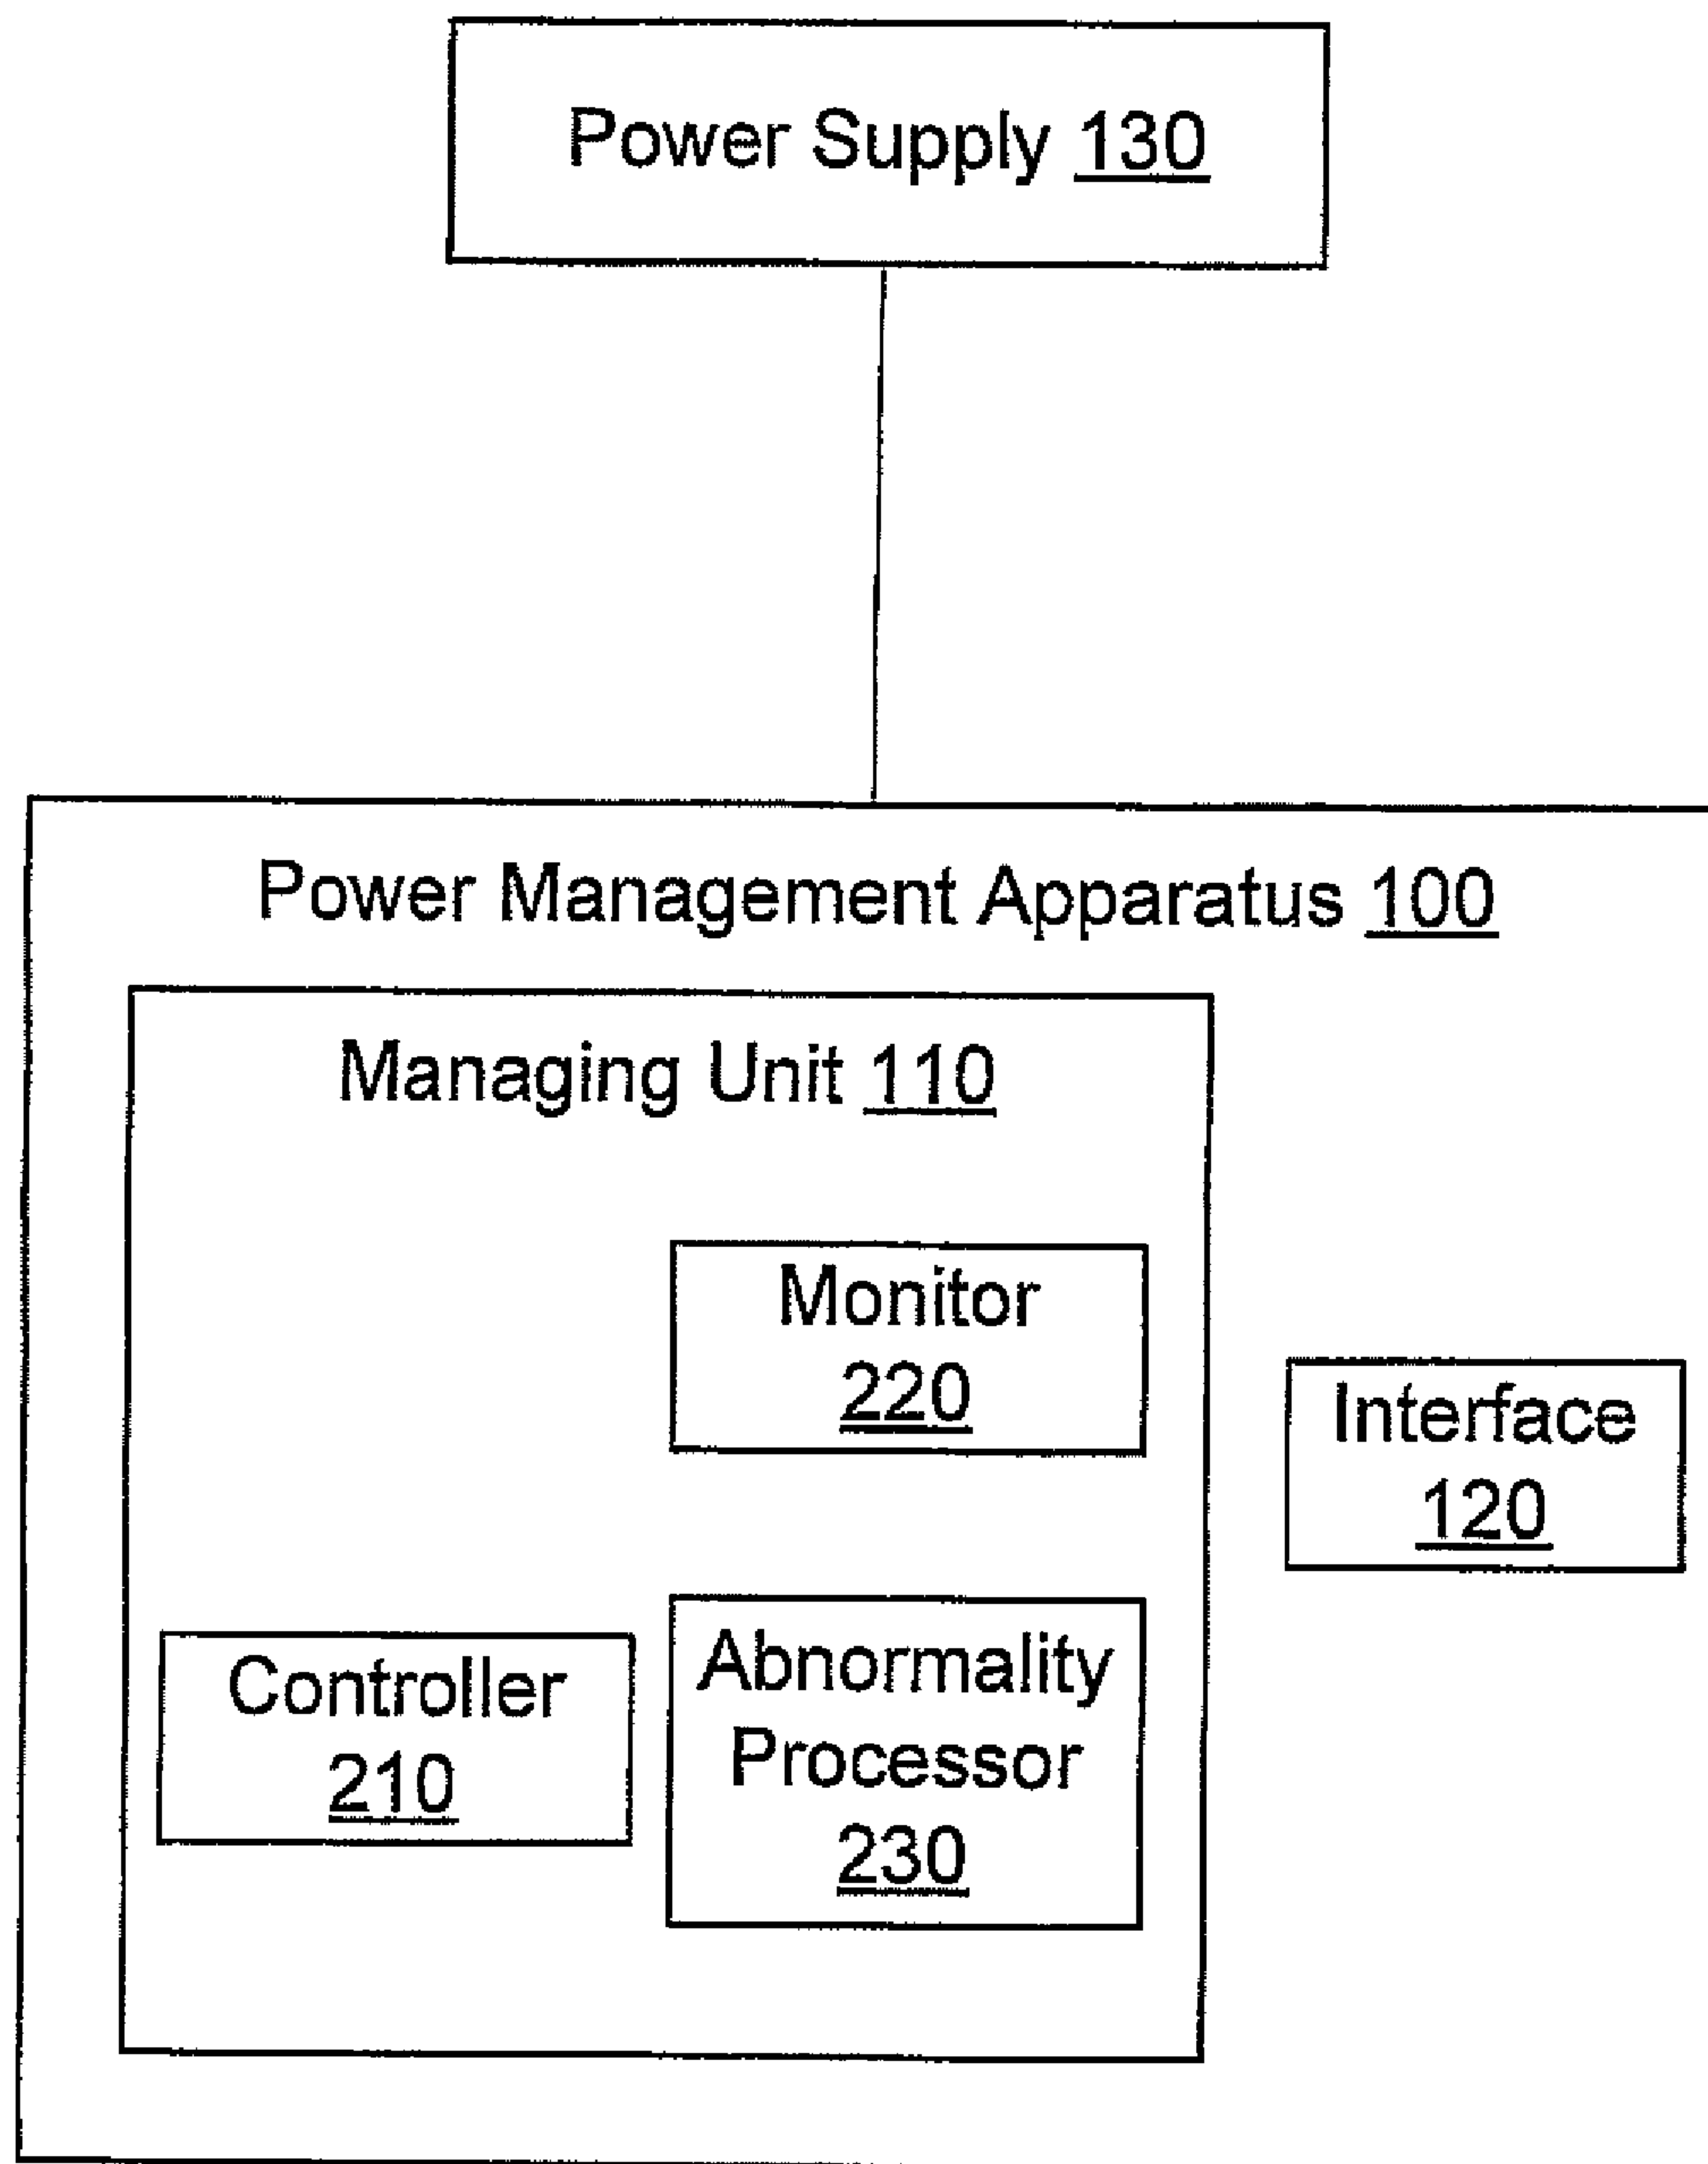 Power Supply 130
Power Management Apparatus 100
Managing Unit 110
Monitor
220
Interface
120
Controller
210
Abnormality
Processor
230